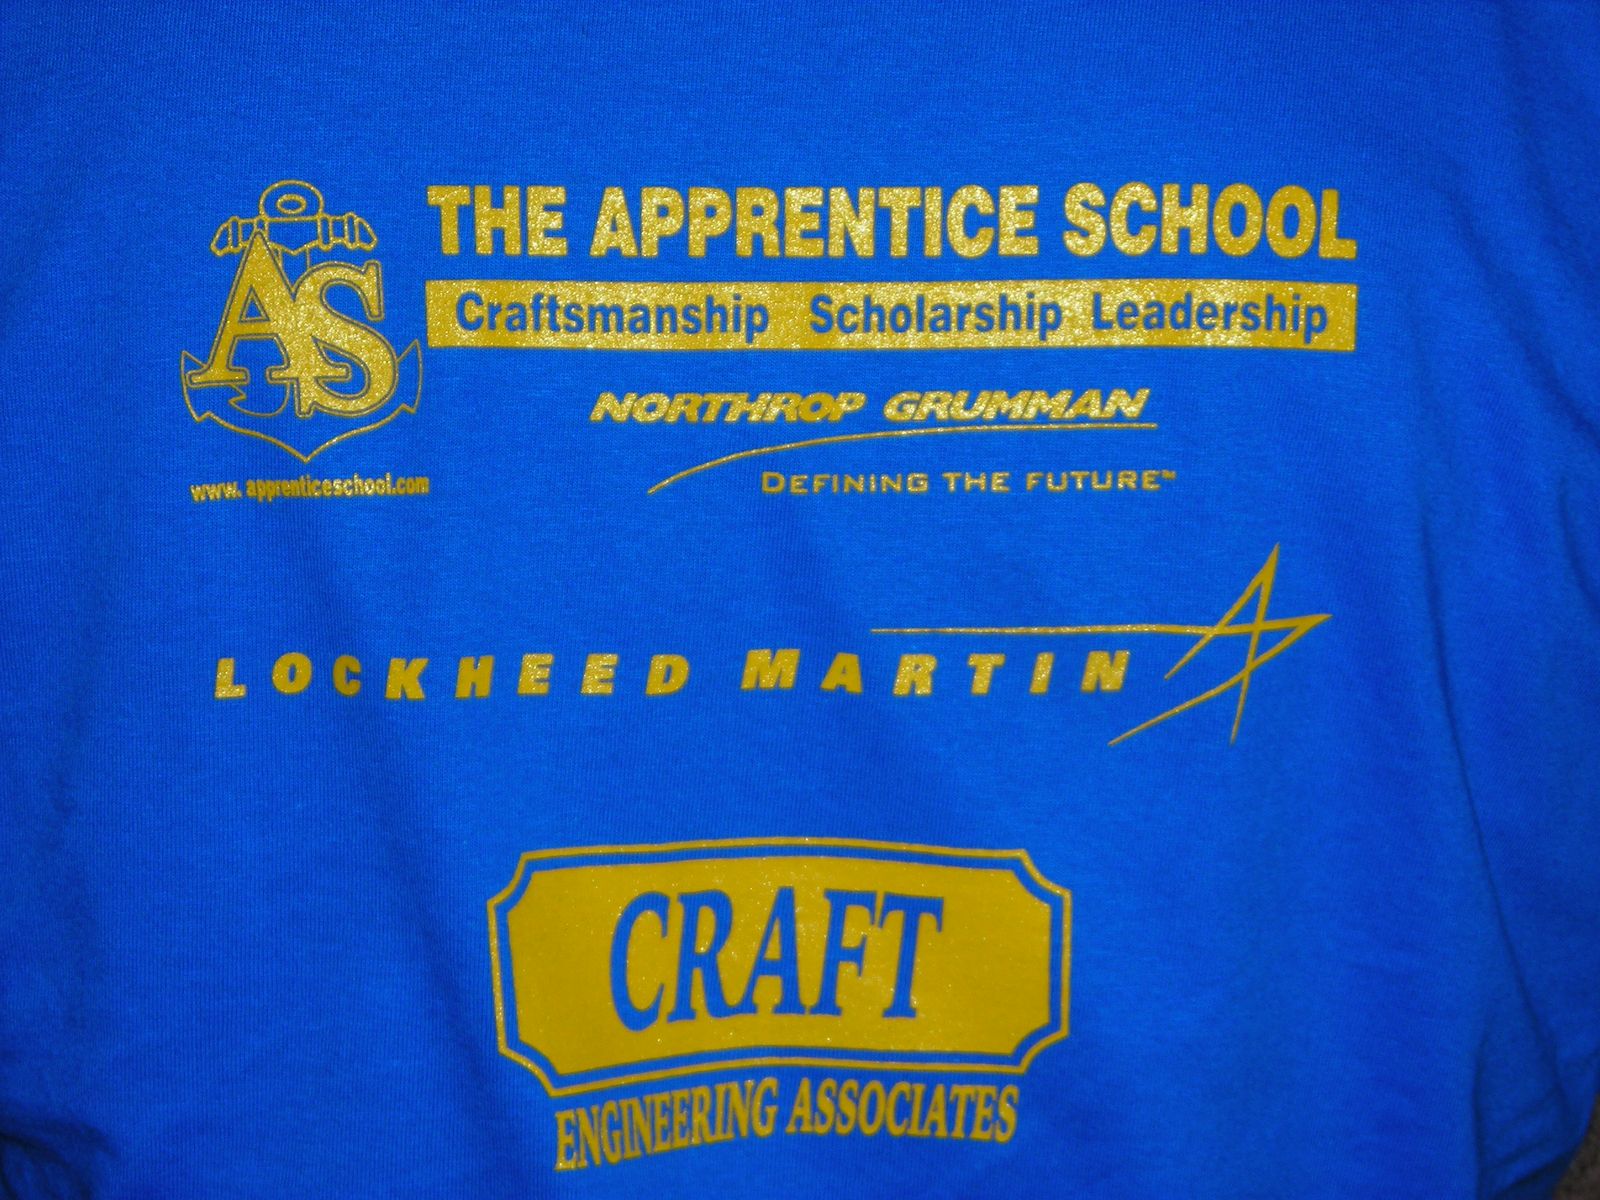 THE APPRENTICE SCHOOL
AS
Craftsmanship Scholarship Leadership
NORTHROP GRUMMAN
DEFINING THE FUTURE™
www.apprenticeschool.com
LOCKHEED MARTIN
CRAFT
ENGINEERING ASSOCIATES